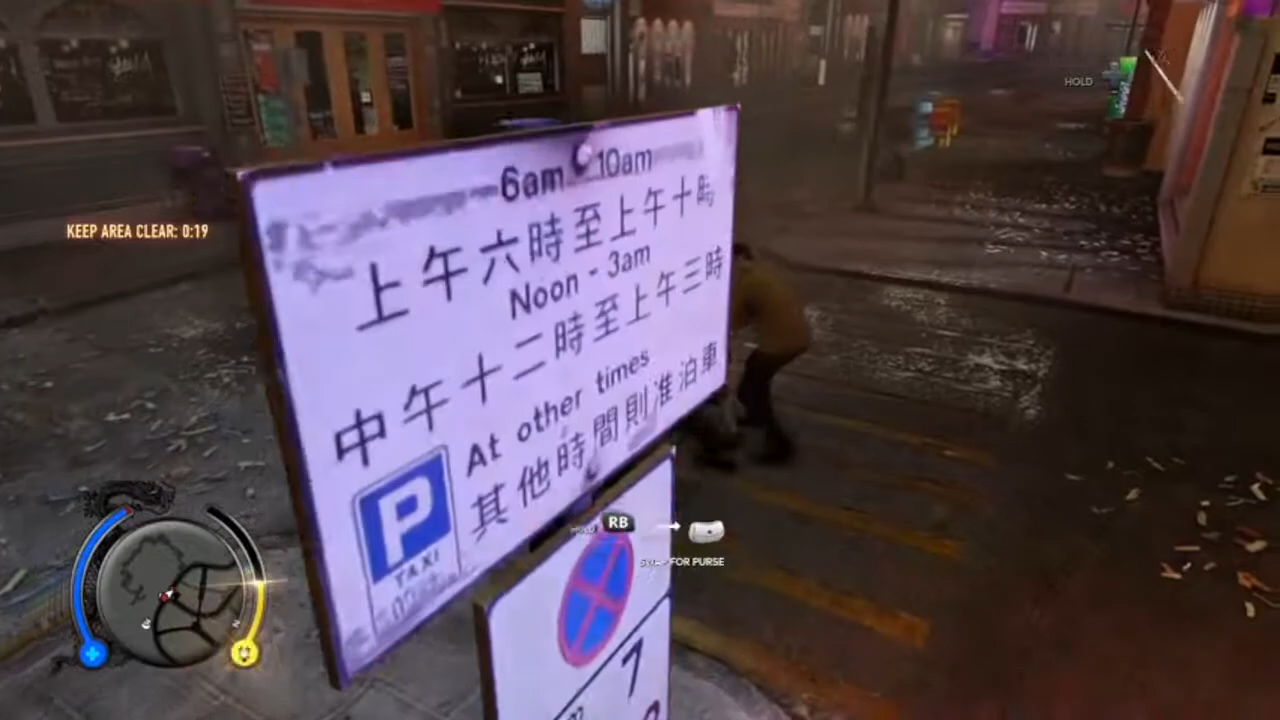 HOLD
KEEP AREA CLEAR: 0:19
6am - 10am
上午六時至上午十時
Noon - 3am
中午十二時至上午三時
At other times
其他時間則准泊車
P
TAXI
HOLD RB
FOR PURSE
7